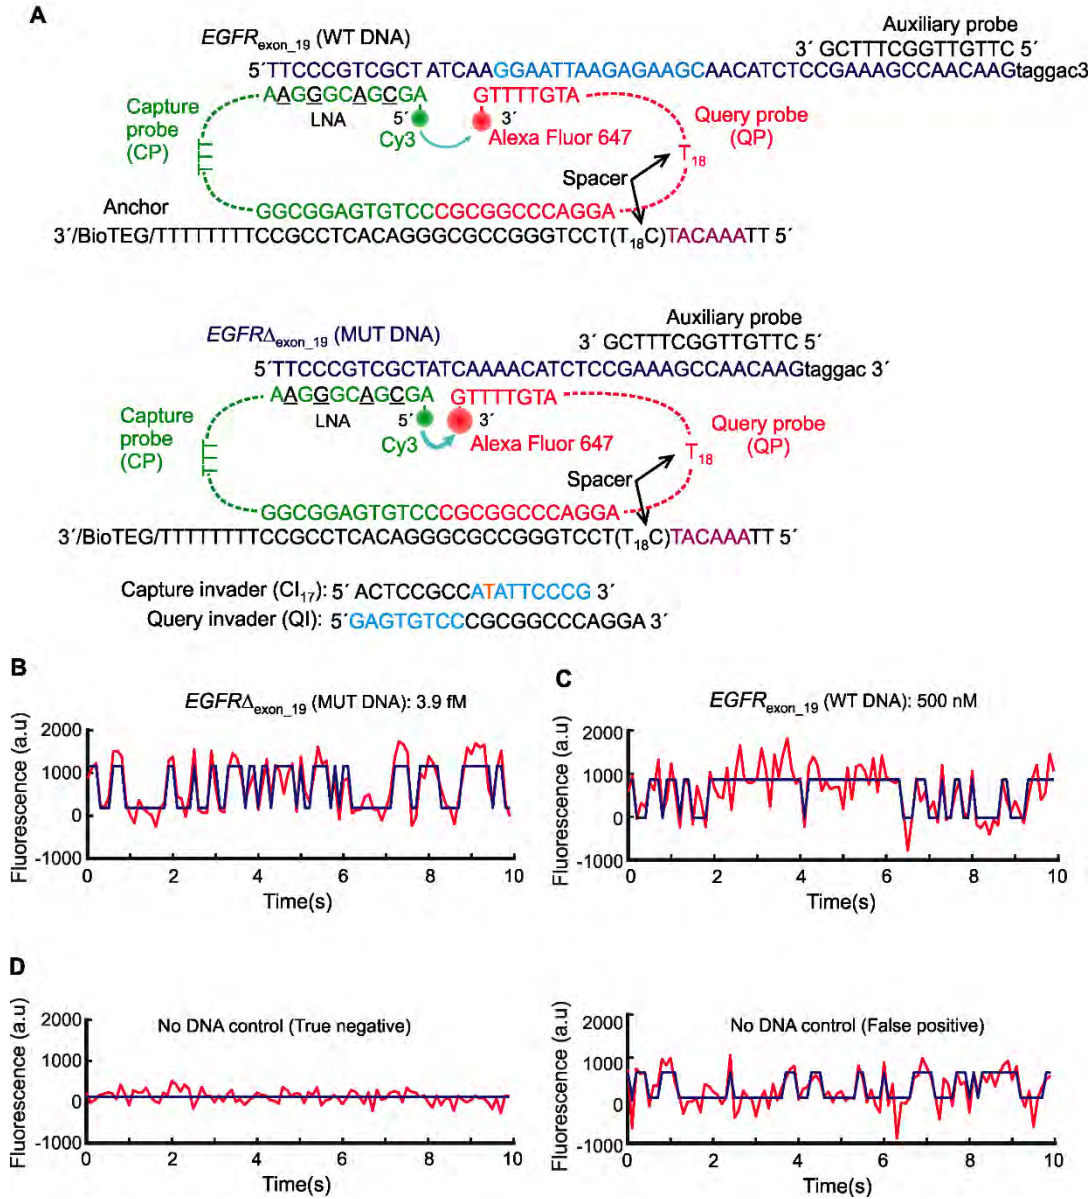 A
EGFRexon_19 (WT DNA)
Auxiliary probe
3´ GCTTTCGGTTGTTC 5´
5´TTCCCGTCGCTATCAAGGAATTAAGAGAAGCAACATCTCCGAAAGCCAACAAGtaggac3
AAGGGCAGCGA
GTTTTGTA
LNA
5´
3´
Capture
probe
(CP)
Cy3
Alexa Fluor 647
Query probe
(QP)
TTT
T18
Spacer
Anchor
GGCGGAGTGTCCCGCGGCCCAGGA
3´/BioTEG/TTTTTTTTCCGCCTCACAGGGCGCCGGGTCCT(T18C)TACAAATT 5´
Auxiliary probe
EGFRΔexon_19 (MUT DNA)
3´ GCTTTCGGTTGTTC 5´
5´TTCCCGTCGCTATCAAAACATCTCCGAAAGCCAACAAGtaggac 3´
AAGGGCAGCGA
GTTTTGTA
LNA
5´
3´
Capture
probe
(CP)
Cy3
Alexa Fluor 647
Query probe
(QP)
TTT
T18
Spacer
GGCGGAGTGTCCCGCGGCCCAGGA
3´/BioTEG/TTTTTTTTCCGCCTCACAGGGCGCCGGGTCCT(T18C)TACAAATT 5´
Capture invader (CI17): 5´ ACTCCGCCATATTCCCG 3´
Query invader (QI): 5´GAGTGTCCCGCGGCCCAGGA 3´
B
EGFRΔexon_19 (MUT DNA): 3.9 fM
Fluorescence (a.u)
2000
1000
0
-1000
0 2 4 6 8 10
Time(s)
C
EGFRexon_19 (WT DNA): 500 nM
Fluorescence (a.u)
2000
1000
0
-1000
0 2 4 6 8 10
Time(s)
D
No DNA control (True negative)
Fluorescence (a.u)
2000
1000
0
-1000
0 2 4 6 8 10
Time(s)
No DNA control (False positive)
Fluorescence (a.u)
2000
1000
0
-1000
0 2 4 6 8 10
Time(s)